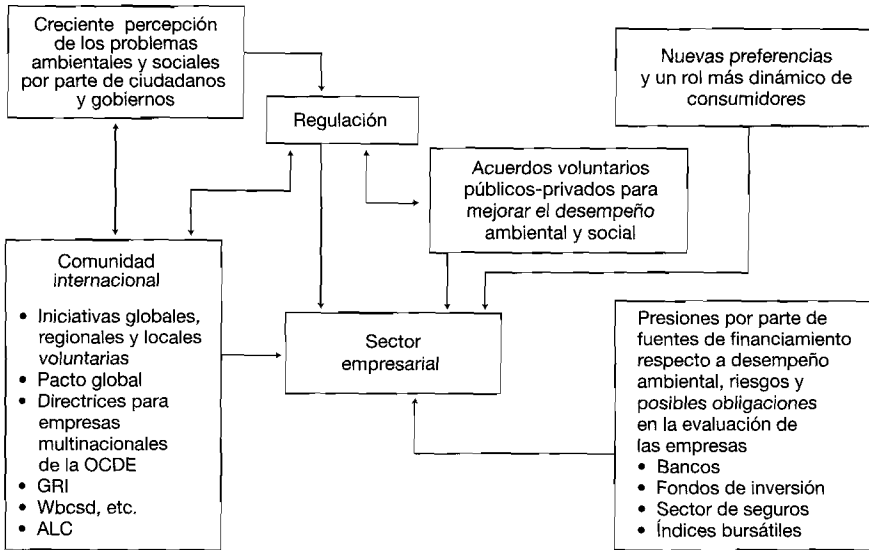 Creciente percepción
de los problemas
ambientales y sociales
por parte de ciudadanos
y gobiernos
Nuevas preferencias
y un rol más dinámico de
consumidores
Regulación
Acuerdos voluntarios
públicos-privados para
mejorar el desempeño
ambiental y social
Comunidad
internacional
• Iniciativas globales,
regionales y locales
voluntarias
• Pacto global
• Directrices para
empresas
multinacionales
de la OCDE
• GRI
• Wbcsd, etc.
• ALC
Sector
empresarial
Presiones por parte de
fuentes de financiamiento
respecto a desempeño
ambiental, riesgos y
posibles obligaciones
en la evaluación de
las empresas
• Bancos
• Fondos de inversión
• Sector de seguros
• Índices bursátiles